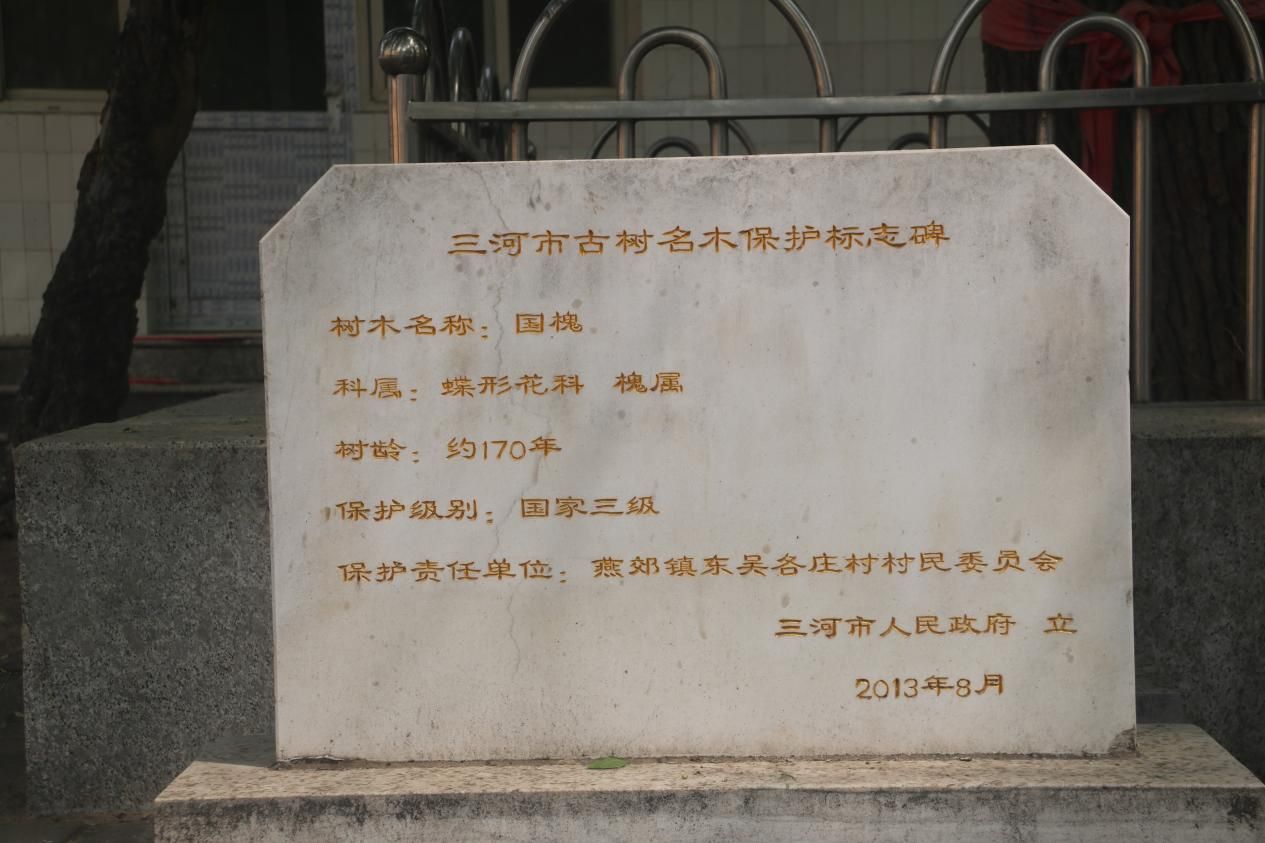 三河市古树名木保护标志碑
树木名称：国槐
科属：蝶形花科 槐属
树龄：约170年
保护级别：国家三级
保护责任单位：燕郊镇东吴各庄村村民委员会
三河市人民政府 立
2013年8月